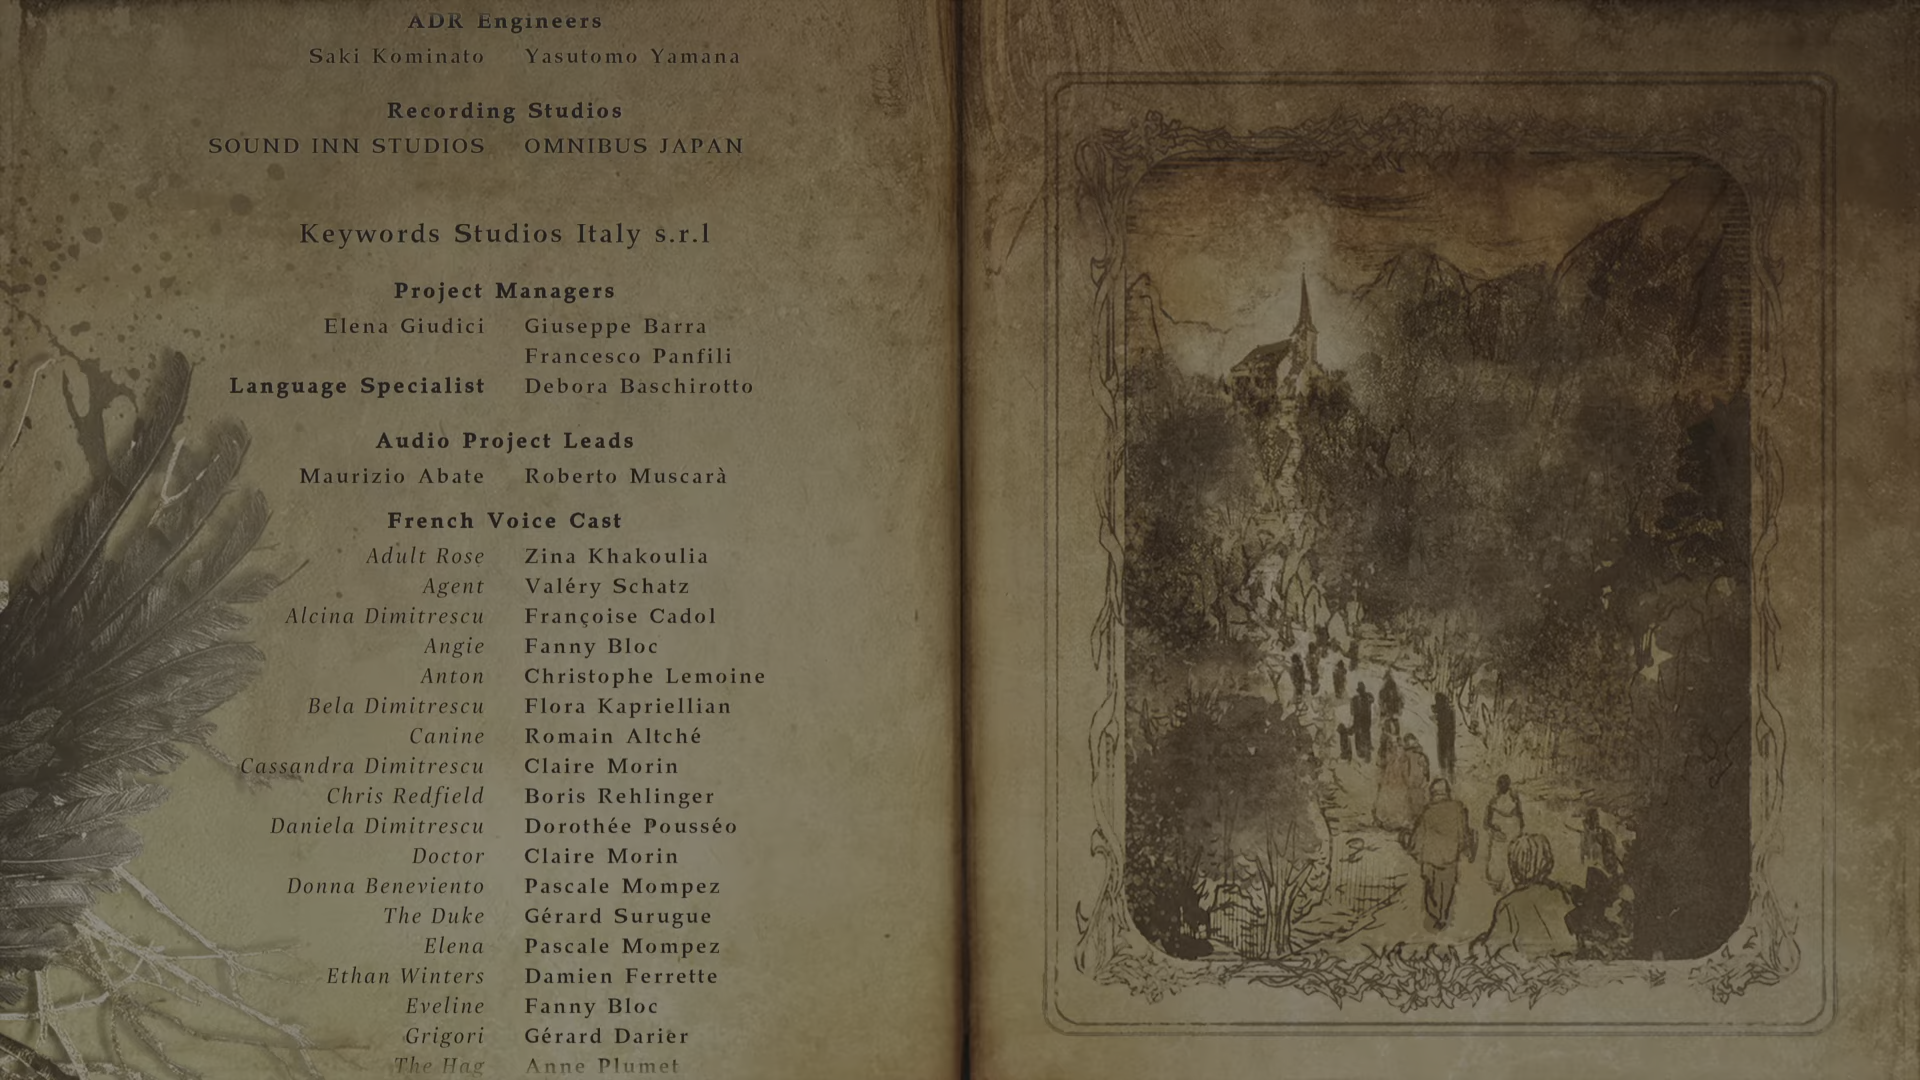 ADR Engineers
Saki Kominato Yasutomo Yamana
Recording Studios
SOUND INN STUDIOS OMNIBUS JAPAN
Keywords Studios Italy s.r.l
Project Managers
Elena Giudici Giuseppe Barra
Francesco Panfili
Language Specialist Debora Baschirotto
Audio Project Leads
Maurizio Abate Roberto Muscarà
French Voice Cast
Adult Rose Zina Khakoulia
Agent Valéry Schatz
Alcina Dimitrescu Françoise Cadol
Angie Fanny Bloc
Anton Christophe Lemoine
Bela Dimitrescu Flora Kapriellian
Canine Romain Altché
Cassandra Dimitrescu Claire Morin
Chris Redfield Boris Rehlinger
Daniela Dimitrescu Dorothée Pousséo
Doctor Claire Morin
Donna Beneviento Pascale Mompez
The Duke Gérard Surugue
Elena Pascale Mompez
Ethan Winters Damien Ferrette
Eveline Fanny Bloc
Grigori Gérard Darier
The Hag Anne Plumet